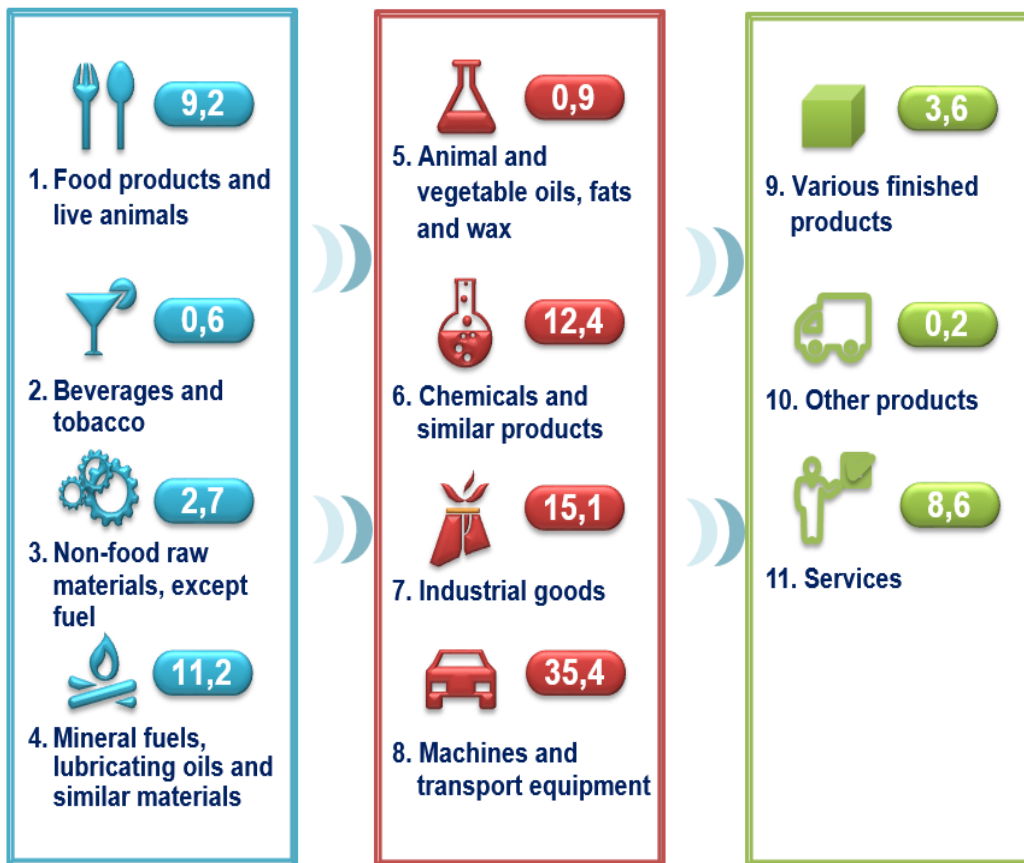 9,2
1. Food products and
live animals
0,6
2. Beverages and
tobacco
2,7
3. Non-food raw
materials, except
fuel
11,2
4. Mineral fuels,
lubricating oils and
similar materials
0,9
5. Animal and
vegetable oils, fats
and wax
12,4
6. Chemicals and
similar products
15,1
7. Industrial goods
35,4
8. Machines and
transport equipment
3,6
9. Various finished
products
0,2
10. Other products
8,6
11. Services